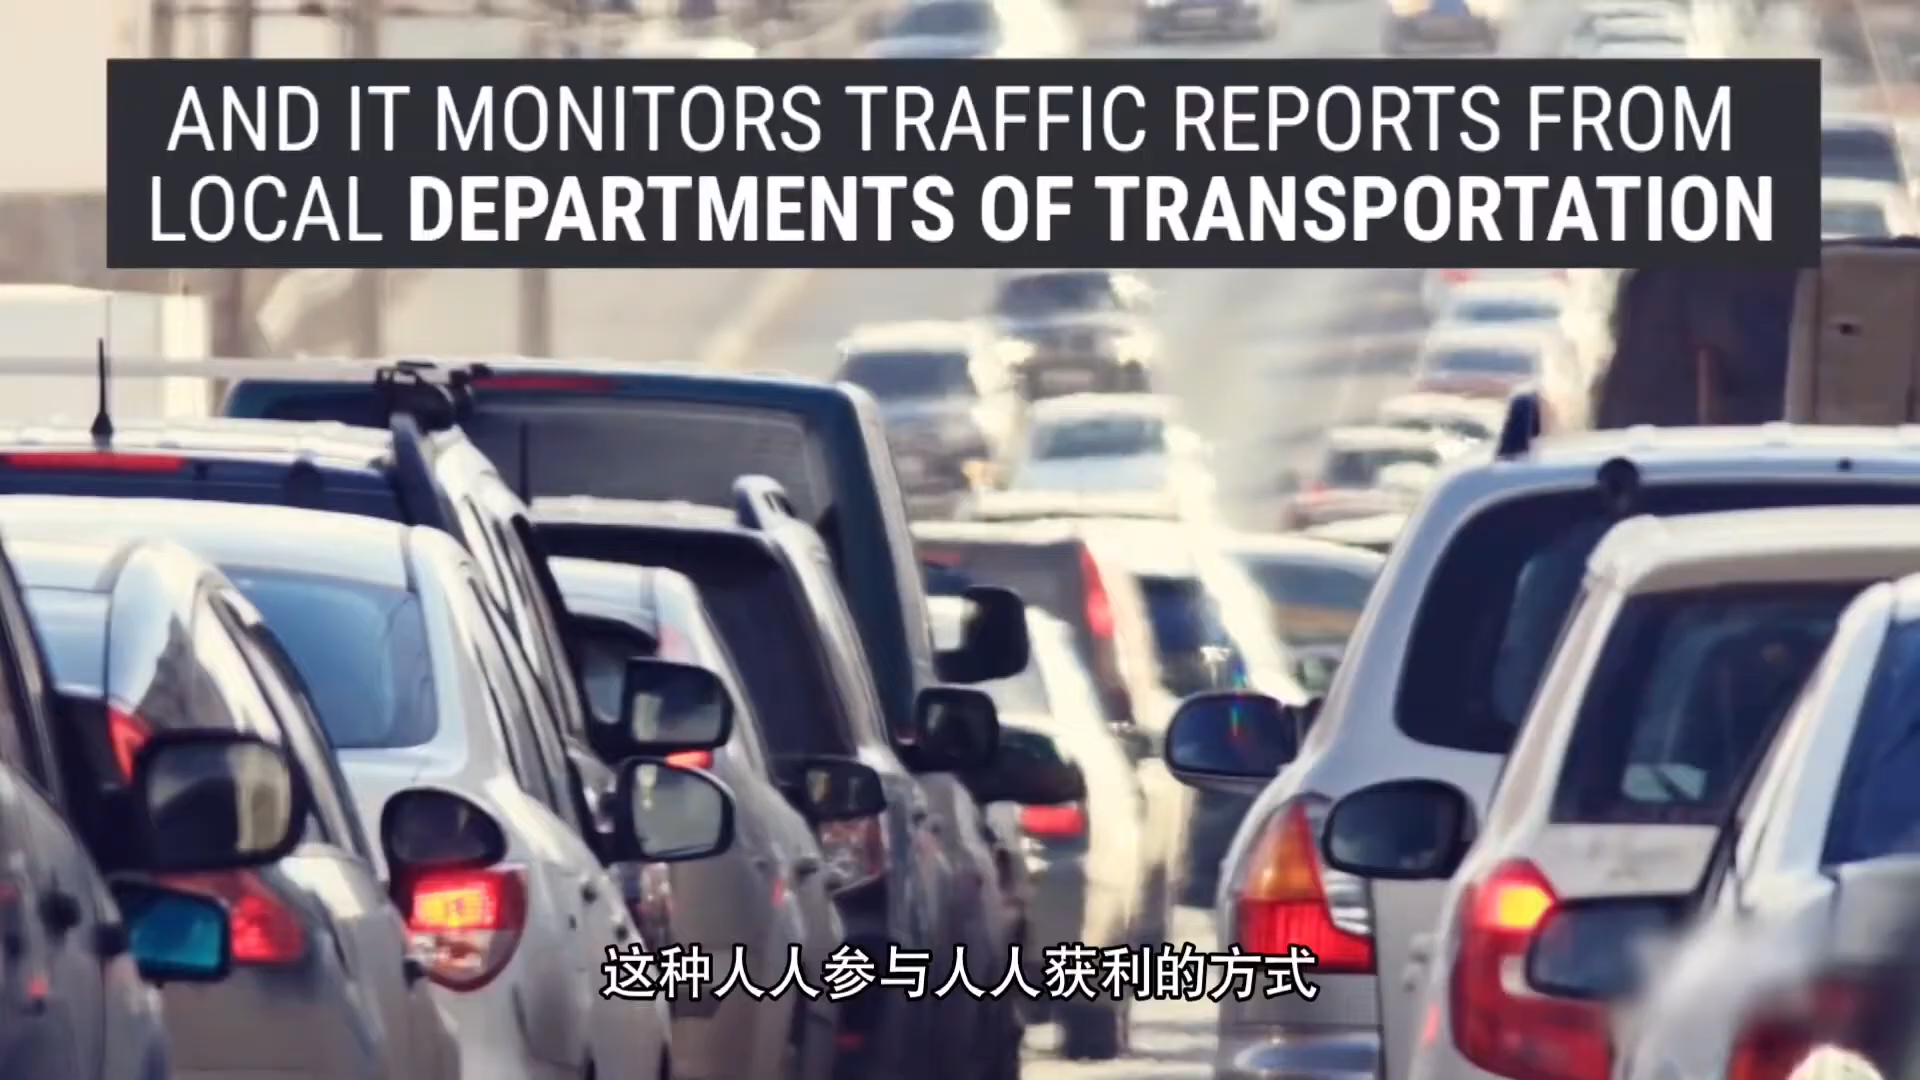 AND IT MONITORS TRAFFIC REPORTS FROM
LOCAL DEPARTMENTS OF TRANSPORTATION
这种人人参与人人获利的方式